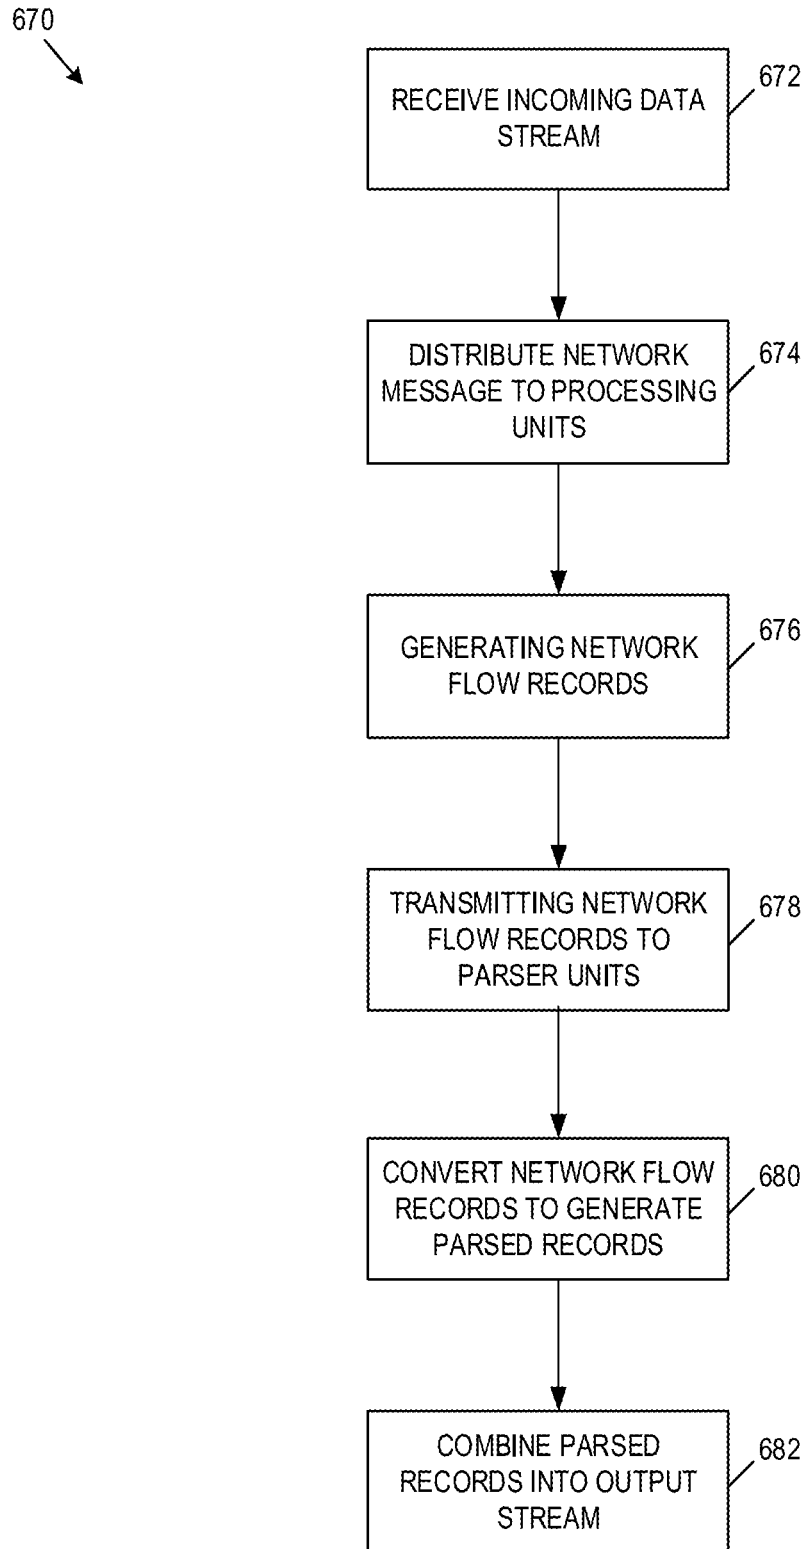 670
RECEIVE INCOMING DATA
STREAM
672
DISTRIBUTE NETWORK
MESSAGE TO PROCESSING
UNITS
674
GENERATING NETWORK
FLOW RECORDS
676
TRANSMITTING NETWORK
FLOW RECORDS TO
PARSER UNITS
678
CONVERT NETWORK FLOW
RECORDS TO GENERATE
PARSED RECORDS
680
COMBINE PARSED
RECORDS INTO OUTPUT
STREAM
682